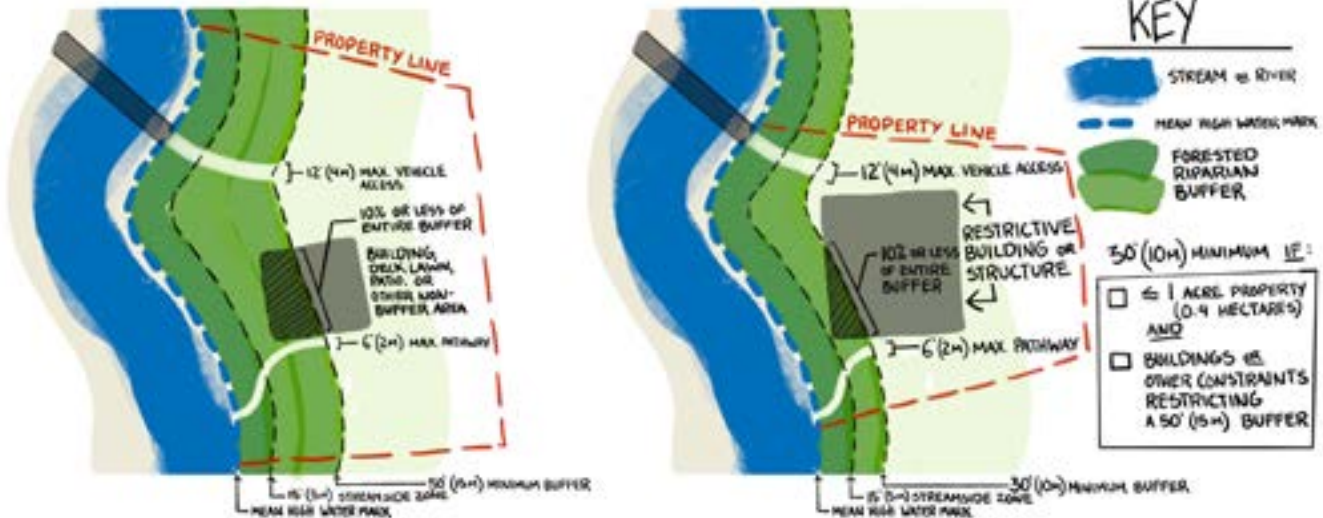 PROPERTY LINE
12' (4M) MAX VEHICLE
ACCESS
10% OR LESS OF
ENTIRE BUFFER
BUILDING,
DECK, LAWN,
PATIO, OR
OTHER NON-
BUFFER AREA
6' (2M) MAX PATHWAY
50' (15M) MINIMUM BUFFER
15' (5M) STREAMSIDE ZONE
MEAN HIGH WATER MARK
PROPERTY LINE
12' (4M) MAX VEHICLE ACCESS
RESTRICTIVE
BUILDING OR
STRUCTURE
10% OR LESS
OF ENTIRE
BUFFER
6' (2M) MAX PATHWAY
30' (10M) MINIMUM BUFFER
15' (5M) STREAMSIDE ZONE
MEAN HIGH WATER MARK
KEY
STREAM OR RIVER
MEAN HIGH WATER MARK
FORESTED
RIPARIAN
BUFFER
30' (10M) MINIMUM IF:
≤ 1 ACRE PROPERTY
(0.4 HECTARES)
AND
BUILDINGS OR
OTHER CONSTRAINTS
RESTRICTING
A 50' (15M) BUFFER